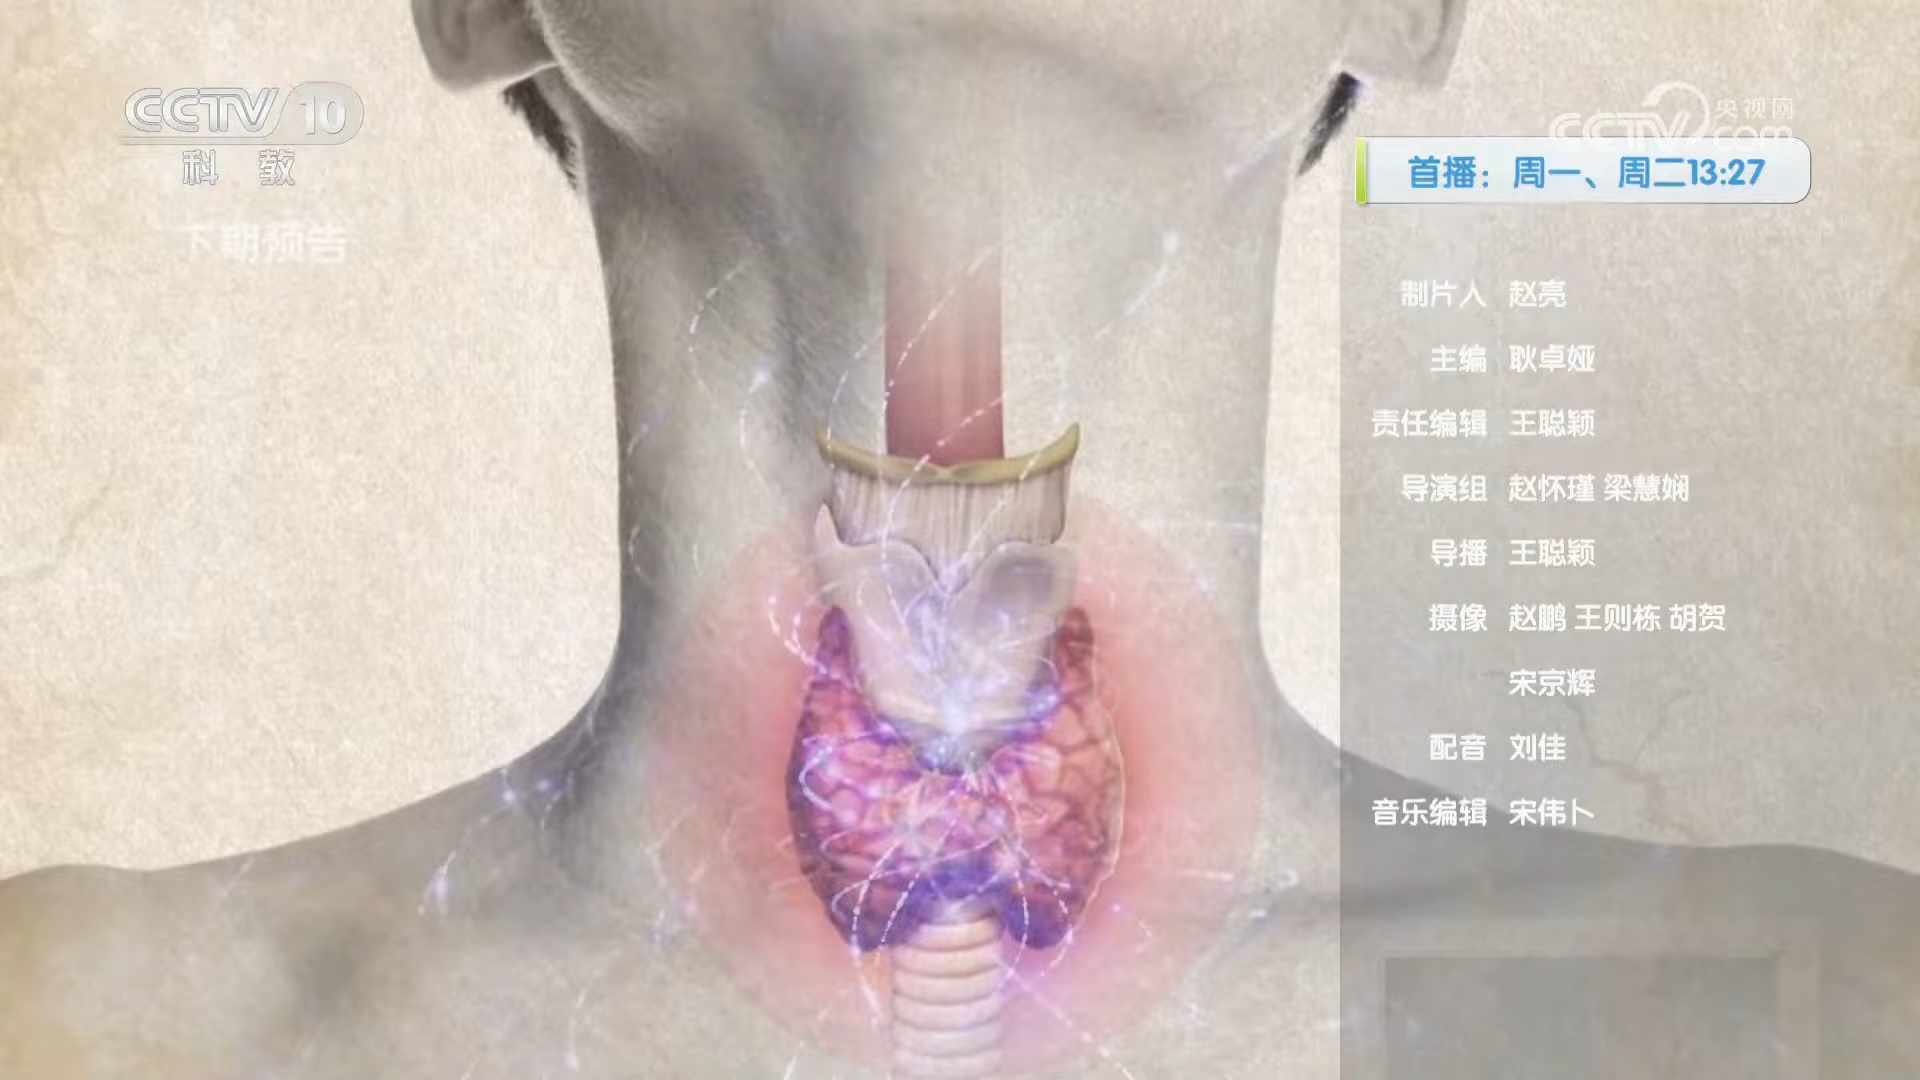 CCTV 10
科 教
下期预告
央视网
CCTV.com
首播：周一、周二13:27
制片人 赵亮
主编 耿卓娅
责任编辑 王聪颖
导演组 赵怀瑾 梁慧娴
导播 王聪颖
摄像 赵鹏 王则栋 胡贺
宋京辉
配音 刘佳
音乐编辑 宋伟卜